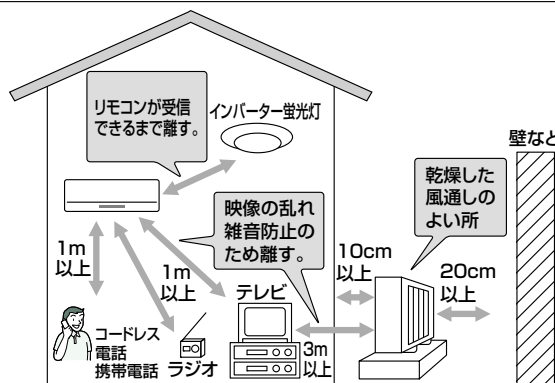 リモコンが受信
できるまで離す。
インバーター蛍光灯
壁など
乾燥した
風通しの
よい所
映像の乱れ
雑音防止の
ため離す。
1m
以上
1m
以上
10cm
以上
20cm
以上
テレビ
コードレス
電話
携帯電話
ラジオ
3m
以上